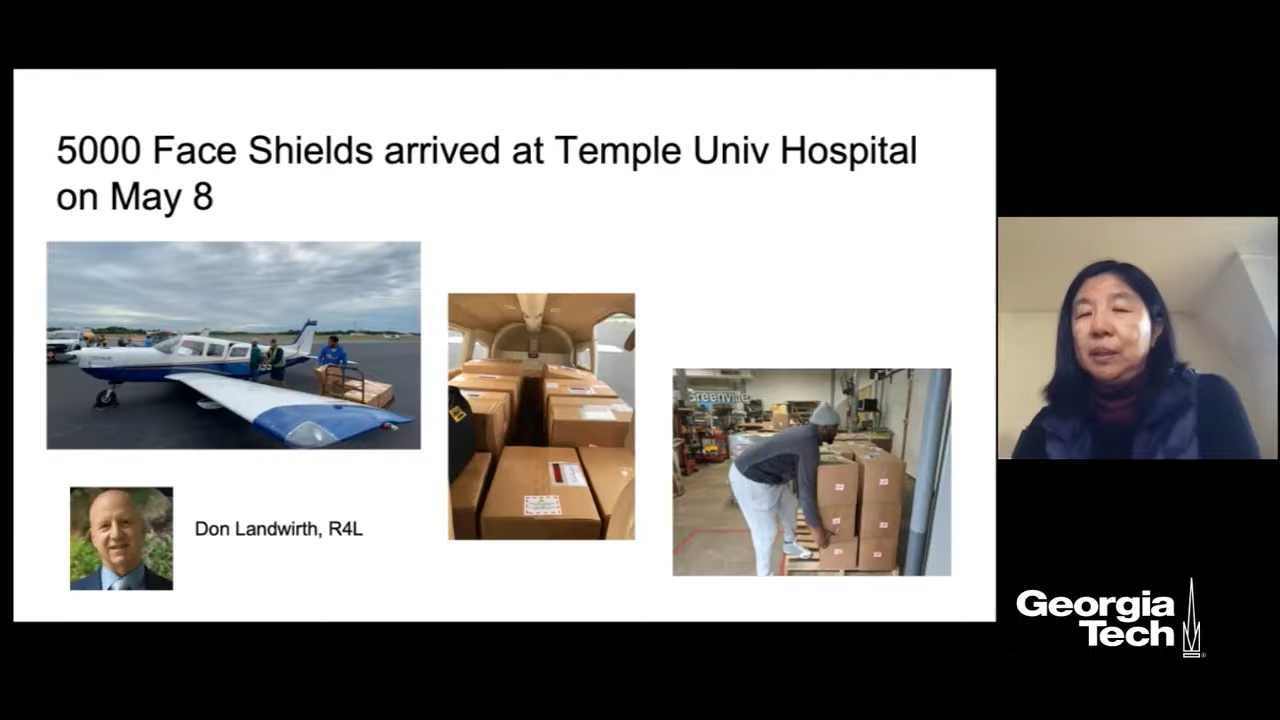 5000 Face Shields arrived at Temple Univ Hospital
on May 8
Greenville
Don Landwirth, R4L
Georgia
Tech